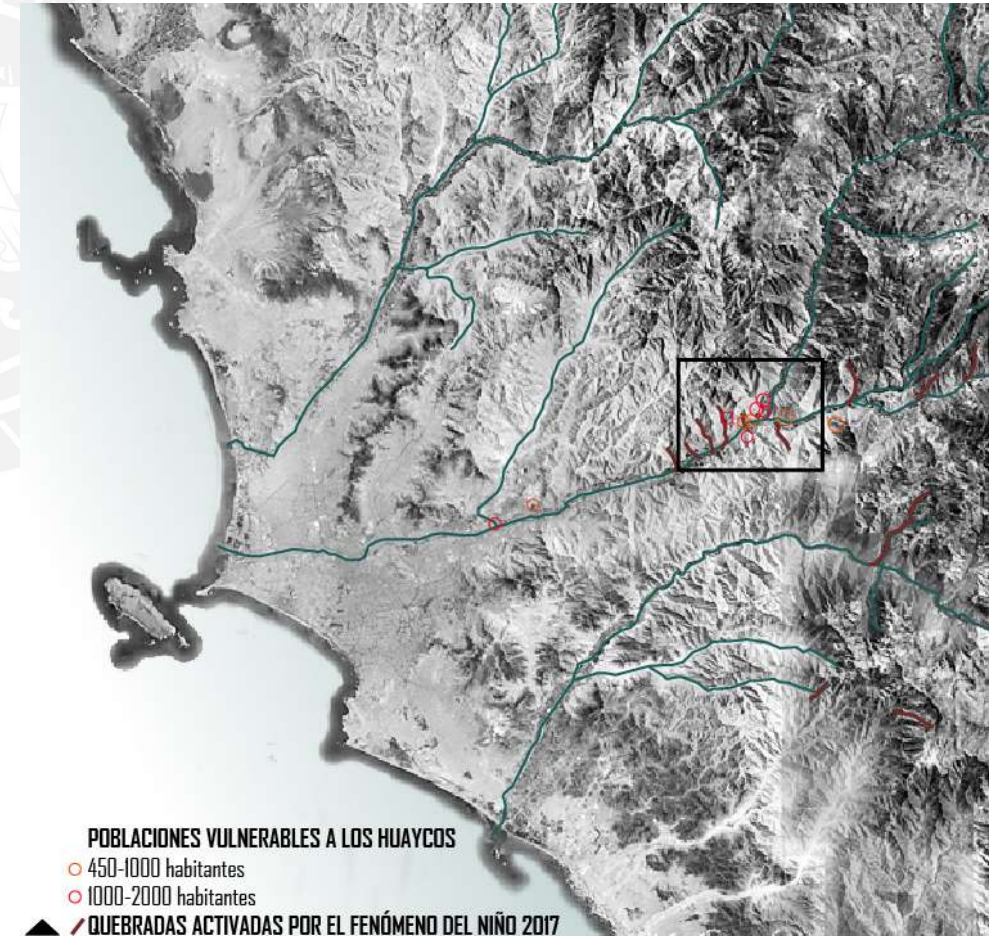 POBLACIONES VULNERABLES A LOS HUAYCOS
450-1000 habitantes
1000-2000 habitantes
QUEBRADAS ACTIVADAS POR EL FENÓMENO DEL NIÑO 2017